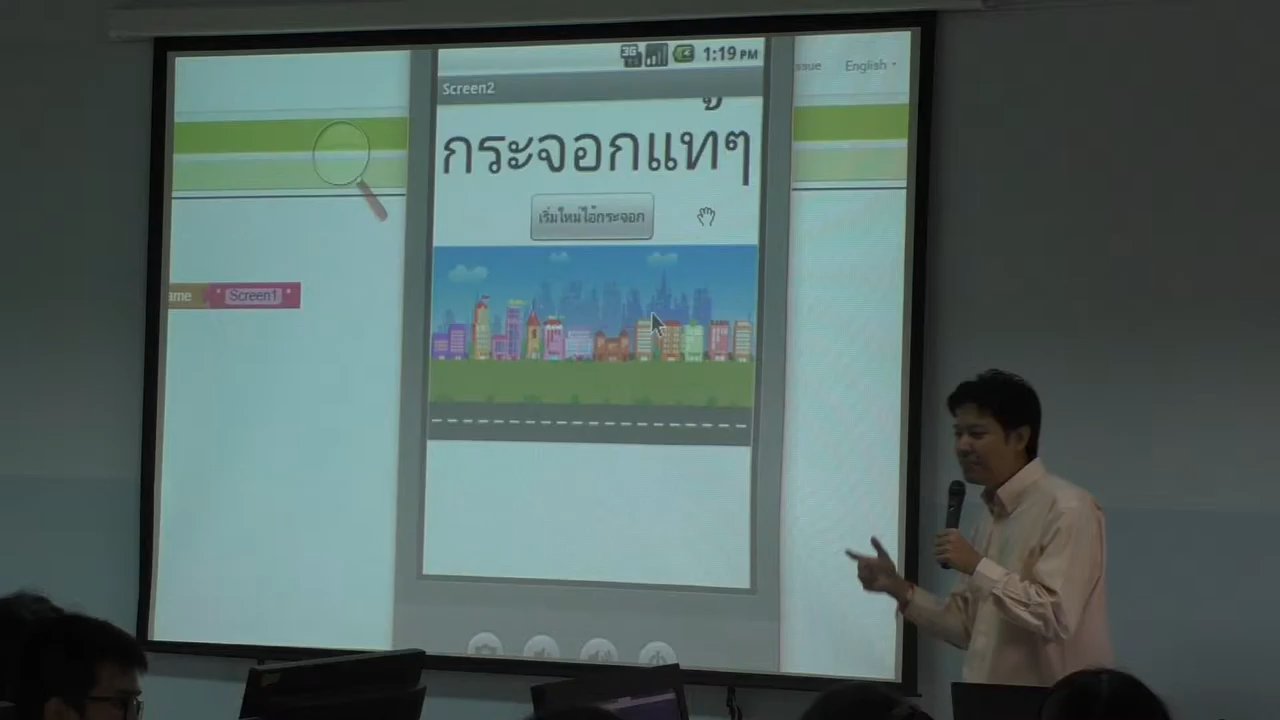 1:19 PM
English
Screen2
กระจอกแท้ๆ
เริ่มใหม่ไอ้กระจอก
Screen1